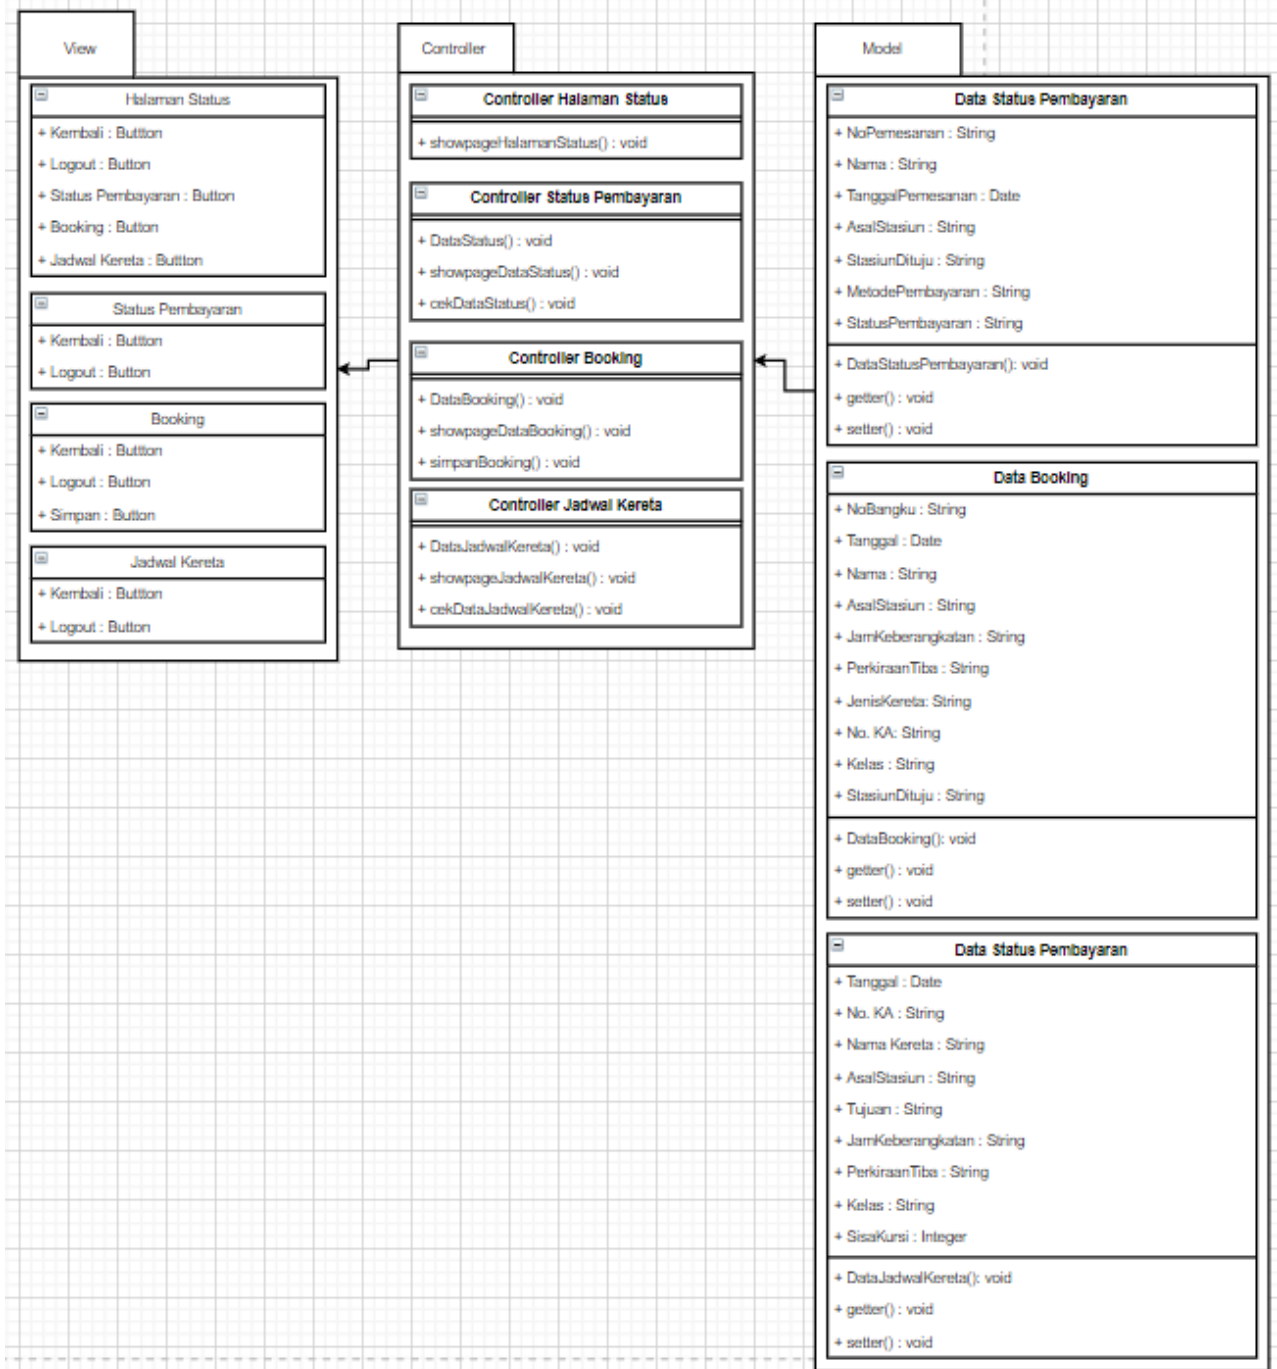 View
Halaman Status
+ Kembali : Buttton
+ Logout : Button
+ Status Pembayaran : Button
+ Booking : Button
+ Jadwal Kereta : Buttton
Status Pembayaran
+ Kembali : Buttton
+ Logout : Button
Booking
+ Kembali : Buttton
+ Logout : Button
+ Simpan : Button
Jadwal Kereta
+ Kembali : Buttton
+ Logout : Button
Controller
Controller Halaman Status
+ showpageHalamanStatus() : void
Controller Status Pembayaran
+ DataStatus() : void
+ showpageDataStatus() : void
+ cekDataStatus() : void
Controller Booking
+ DataBooking() : void
+ showpageDataBooking() : void
+ simpanBooking() : void
Controller Jadwal Kereta
+ DataJadwalKereta() : void
+ showpageJadwalKereta() : void
+ cekDataJadwalKereta() : void
Model
Data Status Pembayaran
+ NoPemesanan : String
+ Nama : String
+ TanggalPemesanan : Date
+ AsalStasiun : String
+ StasiunDituju : String
+ MetodePembayaran : String
+ StatusPembayaran : String
+ DataStatusPembayaran(): void
+ getter() : void
+ setter() : void
Data Booking
+ NoBangku : String
+ Tanggal : Date
+ Nama : String
+ AsalStasiun : String
+ JamKeberangkatan : String
+ PerkiraanTiba : String
+ JenisKereta: String
+ No. KA: String
+ Kelas : String
+ StasiunDituju : String
+ DataBooking(): void
+ getter() : void
+ setter() : void
Data Status Pembayaran
+ Tanggal : Date
+ No. KA : String
+ Nama Kereta : String
+ AsalStasiun : String
+ Tujuan : String
+ JamKeberangkatan : String
+ PerkiraanTiba : String
+ Kelas : String
+ SisaKursi : Integer
+ DataJadwalKereta(): void
+ getter() : void
+ setter() : void